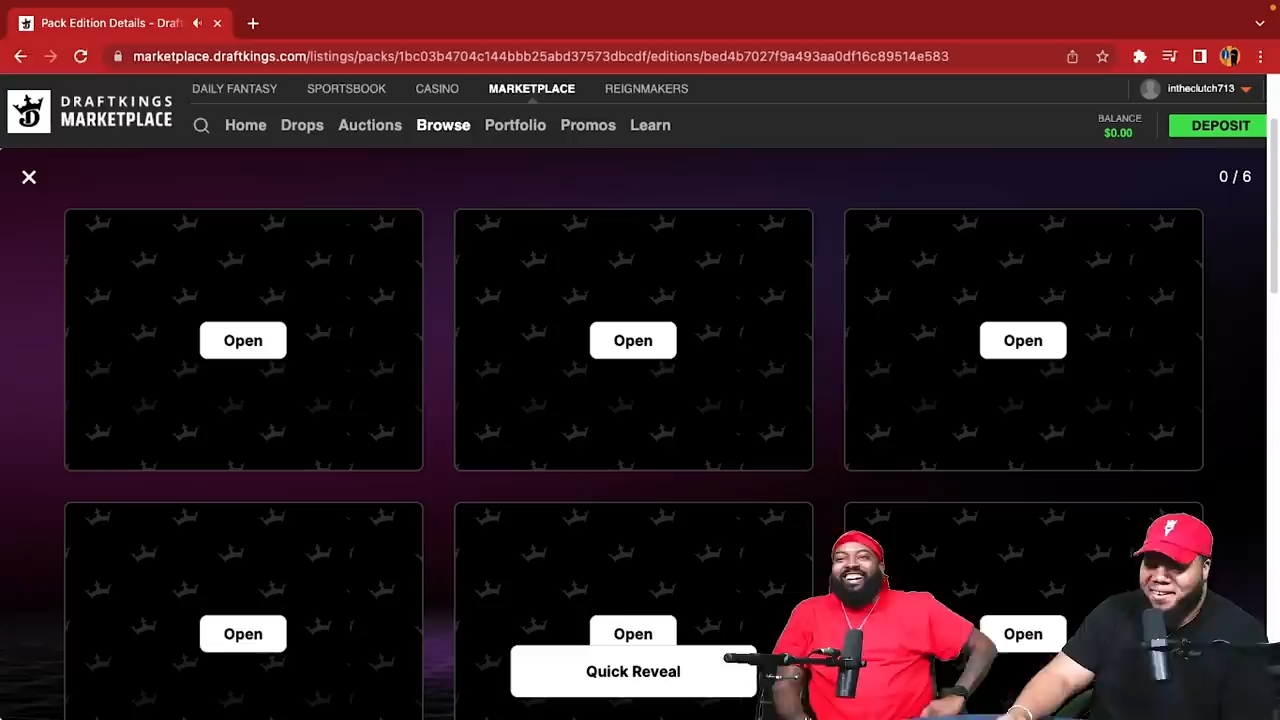 Pack Edition Details - Draft
marketplace.draftkings.com/listings/packs/1bc03b4704c144bbb25abd37573dbcdf/editions/bed4b7027f9a493aa0df16c89514e583
DRAFTKINGS
MARKETPLACE
DAILY FANTASY SPORTSBOOK CASINO MARKETPLACE REIGNMAKERS
intheclutch713
Home Drops Auctions Browse Portfolio Promos Learn
BALANCE
$0.00
DEPOSIT
0 / 6
Open Open Open
Open Open Open
Quick Reveal